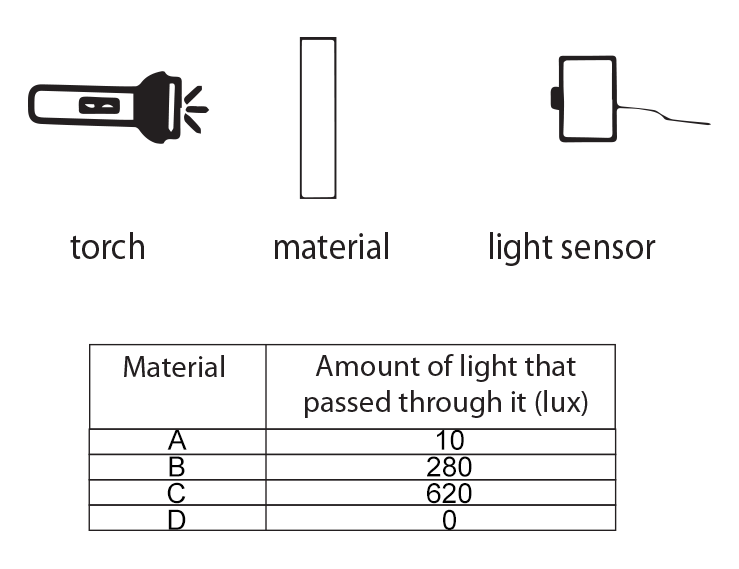 torch material light sensor
Material Amount of light that
passed through it (lux)
A 10
B 280
C 620
D 0